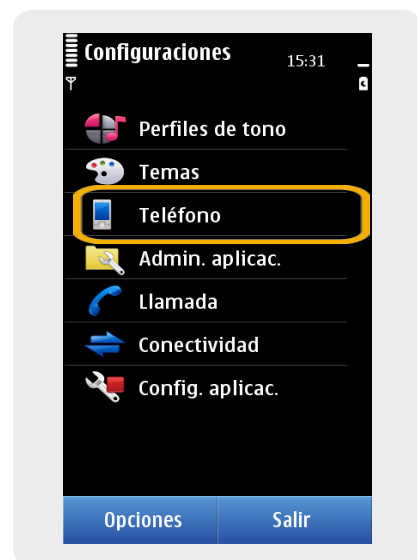 Configuraciones
15:31
Perfiles de tono
Temas
Teléfono
Admin. aplicac.
Llamada
Conectividad
Config. aplicac.
Opciones
Salir